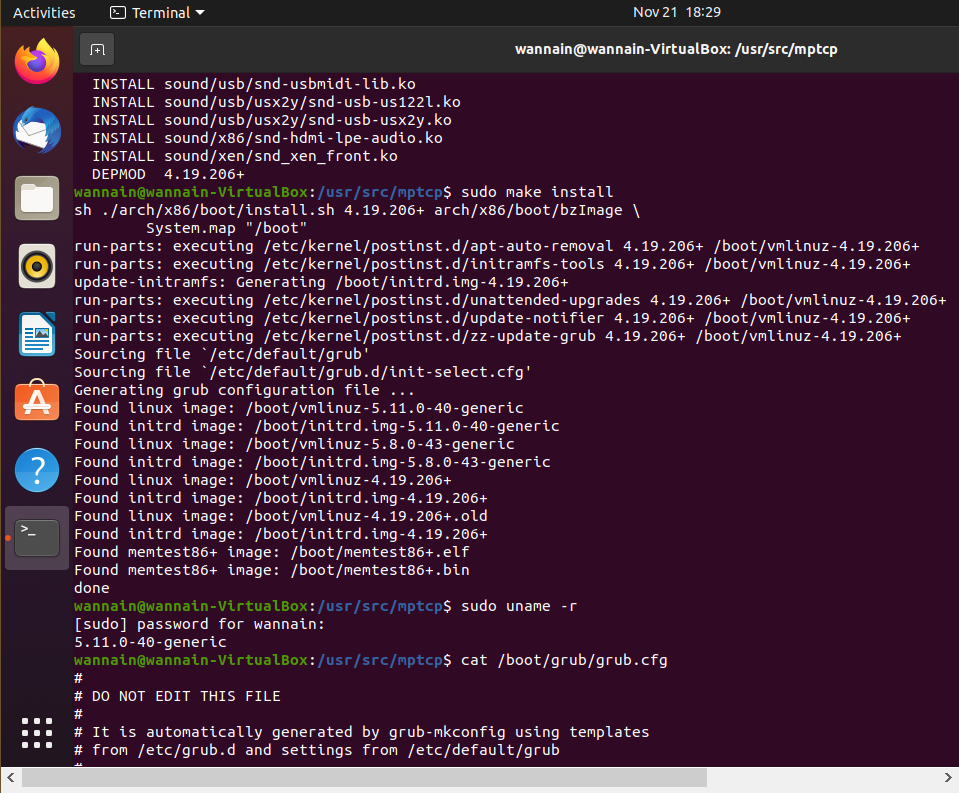 Activities Terminal Nov 21 18:29
wannain@wannain-VirtualBox: /usr/src/mptcp
INSTALL sound/usb/snd-usbmidi-lib.ko
INSTALL sound/usb/usx2y/snd-usb-us122l.ko
INSTALL sound/usb/usx2y/snd-usb-usx2y.ko
INSTALL sound/x86/snd-hdmi-lpe-audio.ko
INSTALL sound/xen/snd_xen_front.ko
DEPMOD 4.19.206+
wannain@wannain-VirtualBox:/usr/src/mptcp$ sudo make install
sh ./arch/x86/boot/install.sh 4.19.206+ arch/x86/boot/bzImage \
System.map "/boot"
run-parts: executing /etc/kernel/postinst.d/apt-auto-removal 4.19.206+ /boot/vmlinuz-4.19.206+
run-parts: executing /etc/kernel/postinst.d/initramfs-tools 4.19.206+ /boot/vmlinuz-4.19.206+
update-initramfs: Generating /boot/initrd.img-4.19.206+
run-parts: executing /etc/kernel/postinst.d/unattended-upgrades 4.19.206+ /boot/vmlinuz-4.19.206+
run-parts: executing /etc/kernel/postinst.d/update-notifier 4.19.206+ /boot/vmlinuz-4.19.206+
run-parts: executing /etc/kernel/postinst.d/zz-update-grub 4.19.206+ /boot/vmlinuz-4.19.206+
Sourcing file `/etc/default/grub'
Sourcing file `/etc/default/grub.d/init-select.cfg'
Generating grub configuration file ...
Found linux image: /boot/vmlinuz-5.11.0-40-generic
Found initrd image: /boot/initrd.img-5.11.0-40-generic
Found linux image: /boot/vmlinuz-5.8.0-43-generic
Found initrd image: /boot/initrd.img-5.8.0-43-generic
Found linux image: /boot/vmlinuz-4.19.206+
Found initrd image: /boot/initrd.img-4.19.206+
Found linux image: /boot/vmlinuz-4.19.206+.old
Found initrd image: /boot/initrd.img-4.19.206+
Found memtest86+ image: /boot/memtest86+.elf
Found memtest86+ image: /boot/memtest86+.bin
done
wannain@wannain-VirtualBox:/usr/src/mptcp$ sudo uname -r
[sudo] password for wannain:
5.11.0-40-generic
wannain@wannain-VirtualBox:/usr/src/mptcp$ cat /boot/grub/grub.cfg
#
# DO NOT EDIT THIS FILE
#
# It is automatically generated by grub-mkconfig using templates
# from /etc/grub.d and settings from /etc/default/grub
#